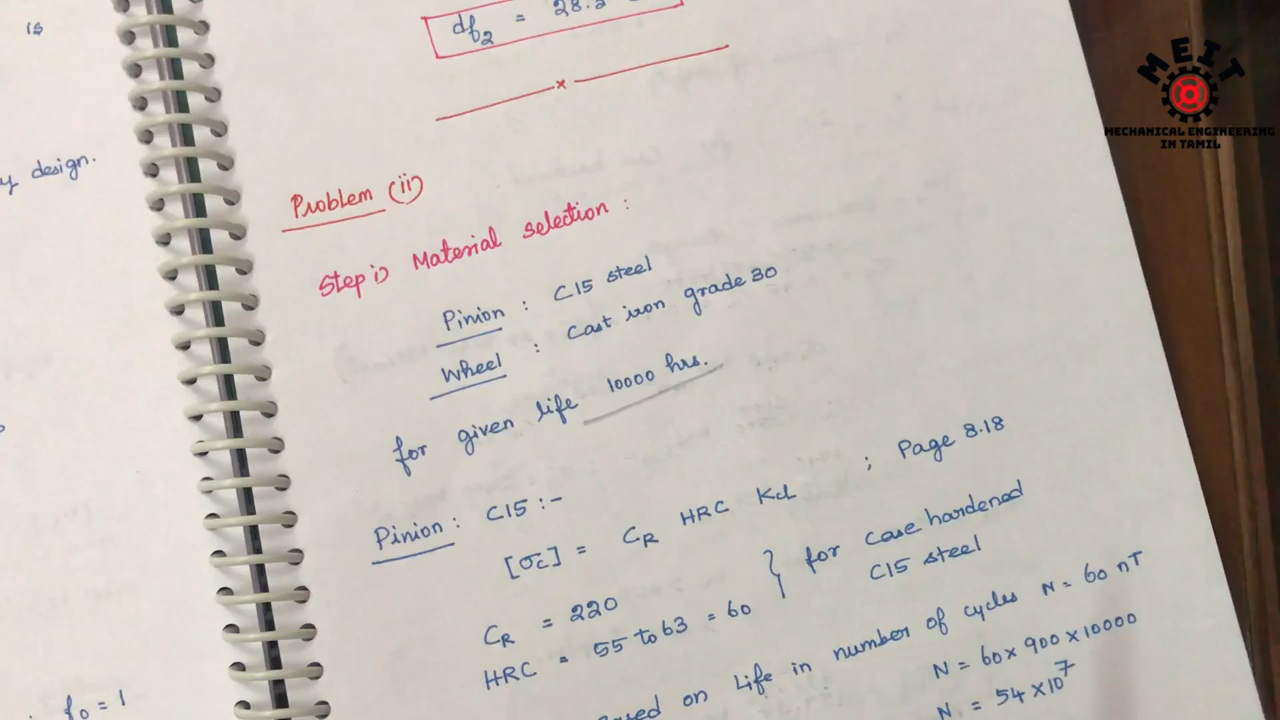 is
y design.
f0 = 1
df2 = 28.
x
Problem (ii)
Step i) Material selection :
Pinion : C15 steel
Wheel : Cast iron grade 30
for given life 10000 hrs.
Pinion : C15 :-
[σc] = CR HRC Kcl ; Page 8.18
CR = 220
HRC = 55 to 63 = 60 } for case hardened
C15 steel
on life in number of cycles N = 60 nT
N = 60 x 900 x 10000
N = 54 x 10^7
MEIT
MECHANICAL ENGINEERING
IN TAMIL